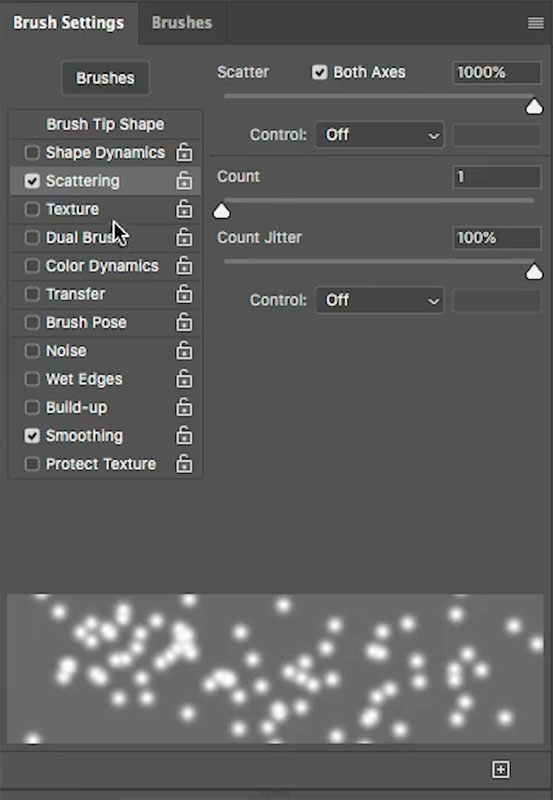 Brush Settings Brushes
Brushes
Scatter Both Axes 1000%
Brush Tip Shape
Control: Off
Shape Dynamics
Scattering
Count 1
Texture
Dual Brush
Count Jitter 100%
Color Dynamics
Transfer
Control: Off
Brush Pose
Noise
Wet Edges
Build-up
Smoothing
Protect Texture